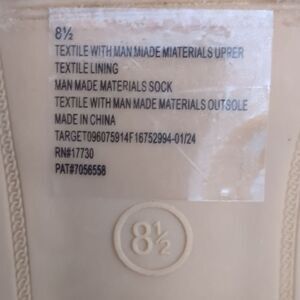 8½
TEXTILE WITH MAN MADE MATERIALS UPPER
TEXTILE LINING
MAN MADE MATERIALS SOCK
TEXTILE WITH MAN MADE MATERIALS OUTSOLE
MADE IN CHINA
TARGET096075914F16752994-01/24
RN#17730
PAT#7056558
8½